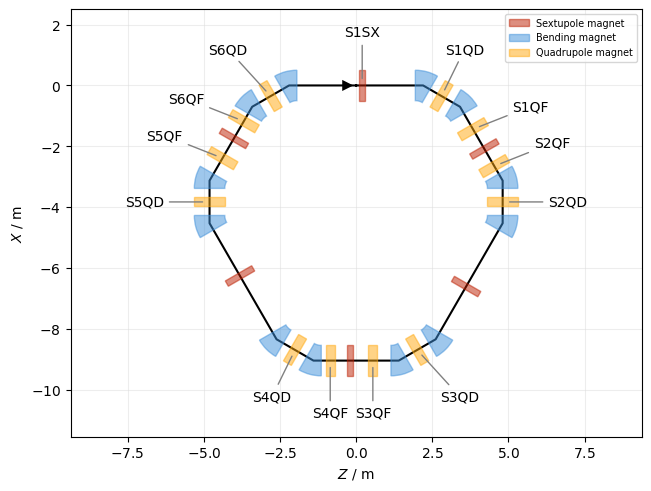 S1SX
Sextupole magnet
Bending magnet
Quadrupole magnet
S6QD
S1QD
S6QF
S1QF
S5QF
S2QF
S5QD
S2QD
S4QD
S3QD
S4QF
S3QF
2
0
−2
−4
−6
−8
−10
X / m
−7.5
−5.0
−2.5
0.0
2.5
5.0
7.5
Z / m